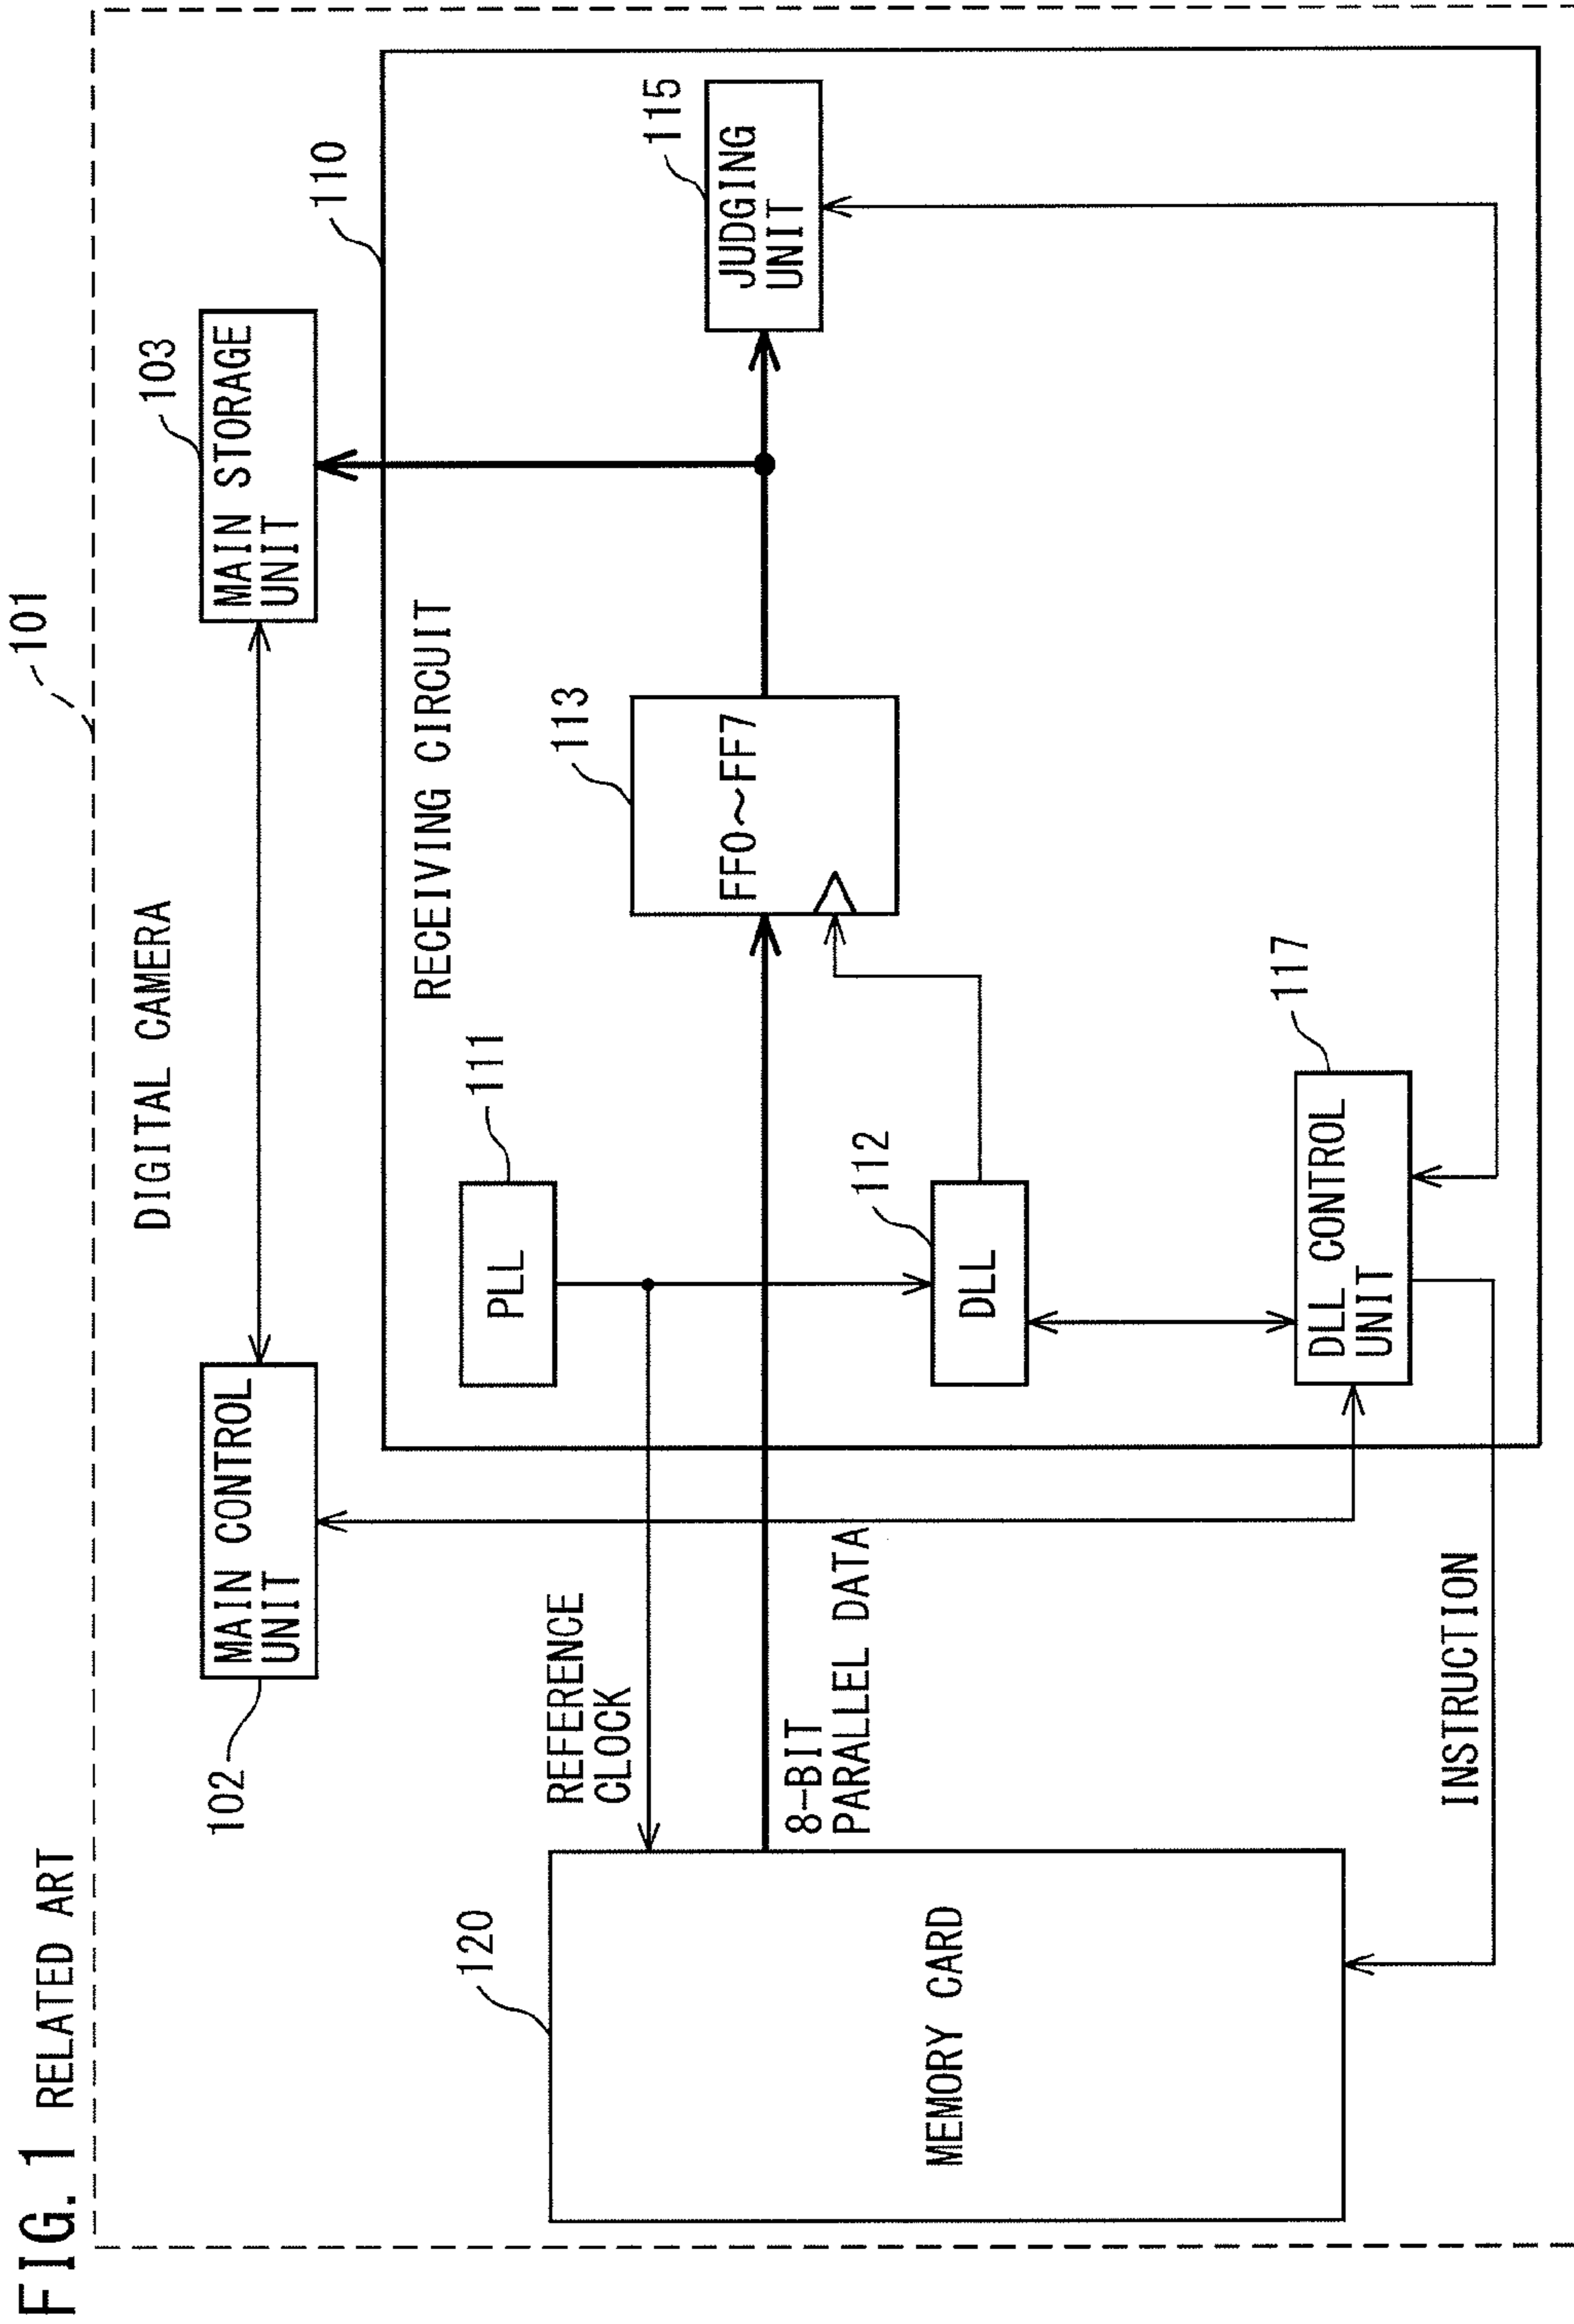 FIG. 1 RELATED ART
101
DIGITAL CAMERA
102
MAIN CONTROL
UNIT
103
MAIN STORAGE
UNIT
110
RECEIVING CIRCUIT
111
PLL
REFERENCE
CLOCK
120
MEMORY CARD
8-BIT
PARALLEL DATA
113
FF0~FF7
115
JUDGING
UNIT
112
DLL
117
DLL CONTROL
UNIT
INSTRUCTION